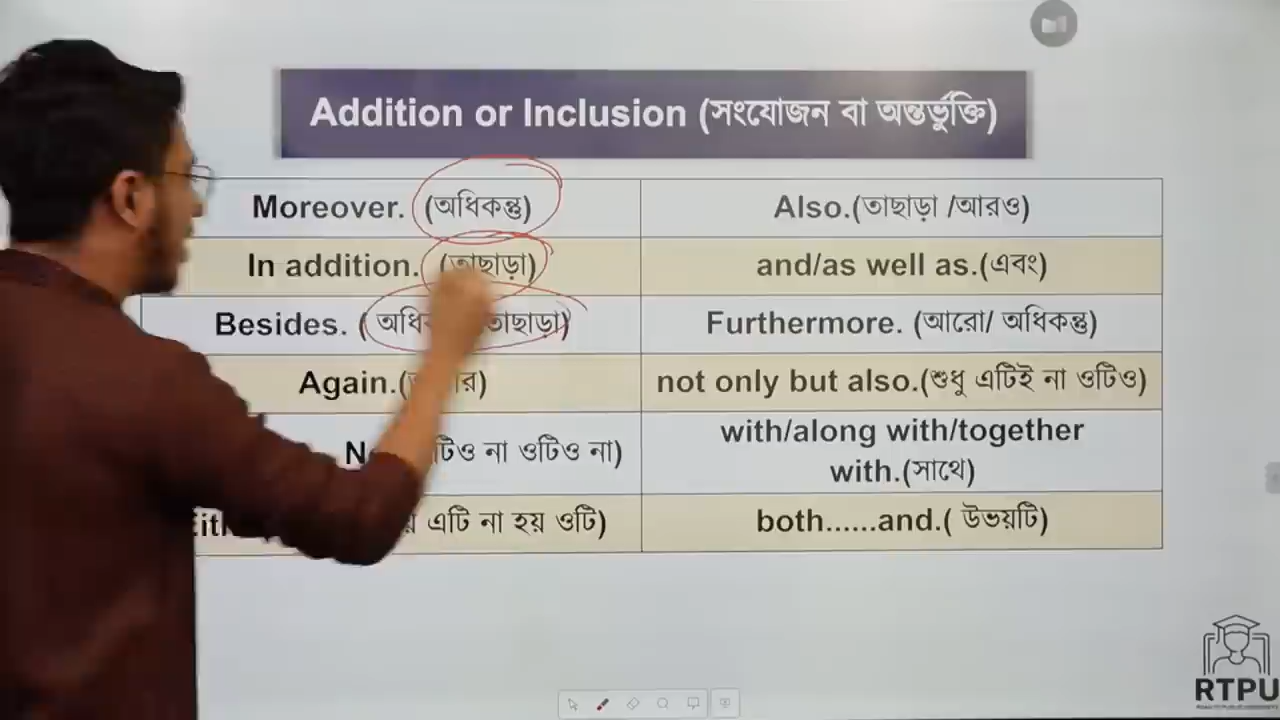 Addition or Inclusion (সংযোজন বা অন্তর্ভুক্তি)
Moreover. (অধিকন্তু)
Also.(তাছাড়া /আরও)
In addition. (তাছাড়া)
and/as well as.(এবং)
Besides. ( তাছাড়া)
Furthermore. (আরো/ অধিকন্তু)
Again.(
not only but also.(শুধু এটিই না ওটিও)
না ওটিও না)
with/along with/together
with.(সাথে)
এটি না হয় ওটি)
both......and.( উভয়টি)
RTPU